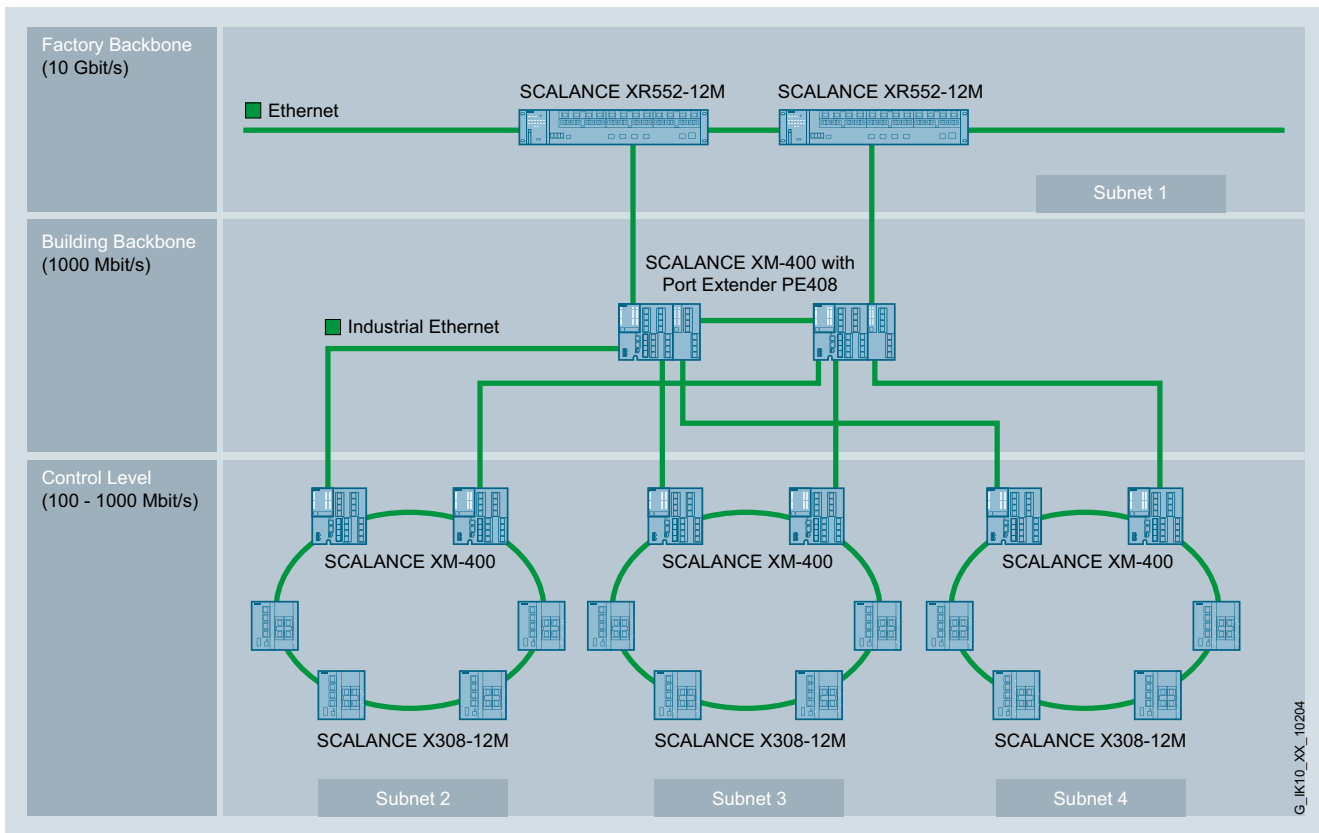 Factory Backbone
(10 Gbit/s)
SCALANCE XR552-12M
SCALANCE XR552-12M
Ethernet
Subnet 1
Building Backbone
(1000 Mbit/s)
SCALANCE XM-400 with
Port Extender PE408
Industrial Ethernet
Control Level
(100 - 1000 Mbit/s)
SCALANCE XM-400
SCALANCE XM-400
SCALANCE XM-400
SCALANCE X308-12M
SCALANCE X308-12M
SCALANCE X308-12M
Subnet 2
Subnet 3
Subnet 4
G_IK10_XX_10204